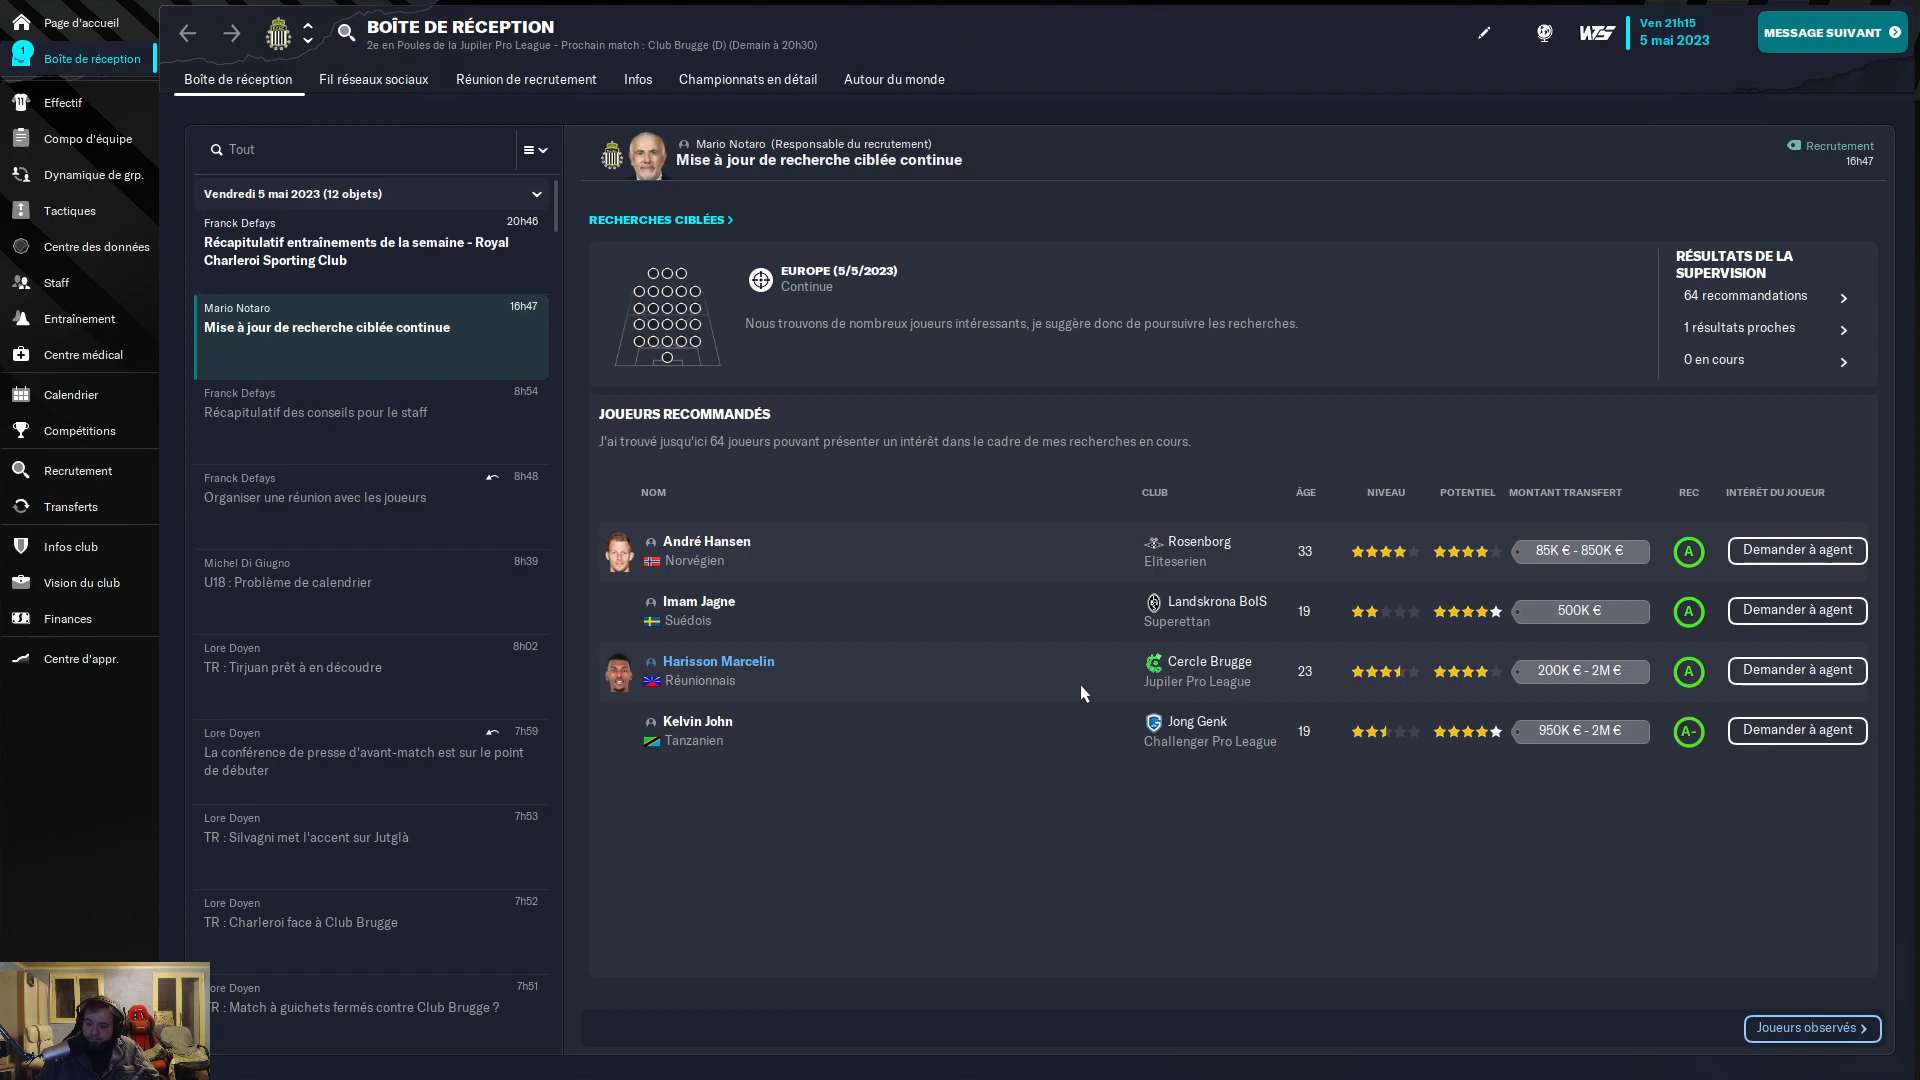 Page d'accueil
1
Boîte de réception
Effectif
Compo d'équipe
Dynamique de grp.
Tactiques
Centre des données
Staff
Entraînement
Centre médical
Calendrier
Compétitions
Recrutement
Transferts
Infos club
Vision du club
Finances
Centre d'appr.
BOÎTE DE RÉCEPTION
2e en Poules de la Jupiler Pro League - Prochain match : Club Brugge (D) (Demain à 20h30)
Ven 21h15
5 mai 2023
MESSAGE SUIVANT
Boîte de réception
Fil réseaux sociaux
Réunion de recrutement
Infos
Championnats en détail
Autour du monde
Tout
Vendredi 5 mai 2023 (12 objets)
Franck Defays 20h46
Récapitulatif entraînements de la semaine - Royal
Charleroi Sporting Club
Mario Notaro 16h47
Mise à jour de recherche ciblée continue
Franck Defays 8h54
Récapitulatif des conseils pour le staff
Franck Defays 8h48
Organiser une réunion avec les joueurs
Michel Di Giugno 8h39
U18 : Problème de calendrier
Lore Doyen 8h02
TR : Tirjuan prêt à en découdre
Lore Doyen 7h59
La conférence de presse d'avant-match est sur le point
de débuter
Lore Doyen 7h53
TR : Silvagni met l'accent sur Jutglà
Lore Doyen 7h52
TR : Charleroi face à Club Brugge
ore Doyen 7h51
R : Match à guichets fermés contre Club Brugge ?
Mario Notaro (Responsable du recrutement)
Mise à jour de recherche ciblée continue
Recrutement
16h47
RECHERCHES CIBLÉES
EUROPE (5/5/2023)
Continue
Nous trouvons de nombreux joueurs intéressants, je suggère donc de poursuivre les recherches.
RÉSULTATS DE LA
SUPERVISION
64 recommandations
1 résultats proches
0 en cours
JOUEURS RECOMMANDÉS
J'ai trouvé jusqu'ici 64 joueurs pouvant présenter un intérêt dans le cadre de mes recherches en cours.
NOM CLUB ÂGE NIVEAU POTENTIEL MONTANT TRANSFERT REC INTÉRÊT DU JOUEUR
André Hansen Rosenborg 33 85K € - 850K € A Demander à agent
Norvégien Eliteserien
Imam Jagne Landskrona BoIS 19 500K € A Demander à agent
Suédois Superettan
Harisson Marcelin Cercle Brugge 23 200K € - 2M € A Demander à agent
Réunionnais Jupiler Pro League
Kelvin John Jong Genk 19 950K € - 2M € A- Demander à agent
Tanzanien Challenger Pro League
Joueurs observés